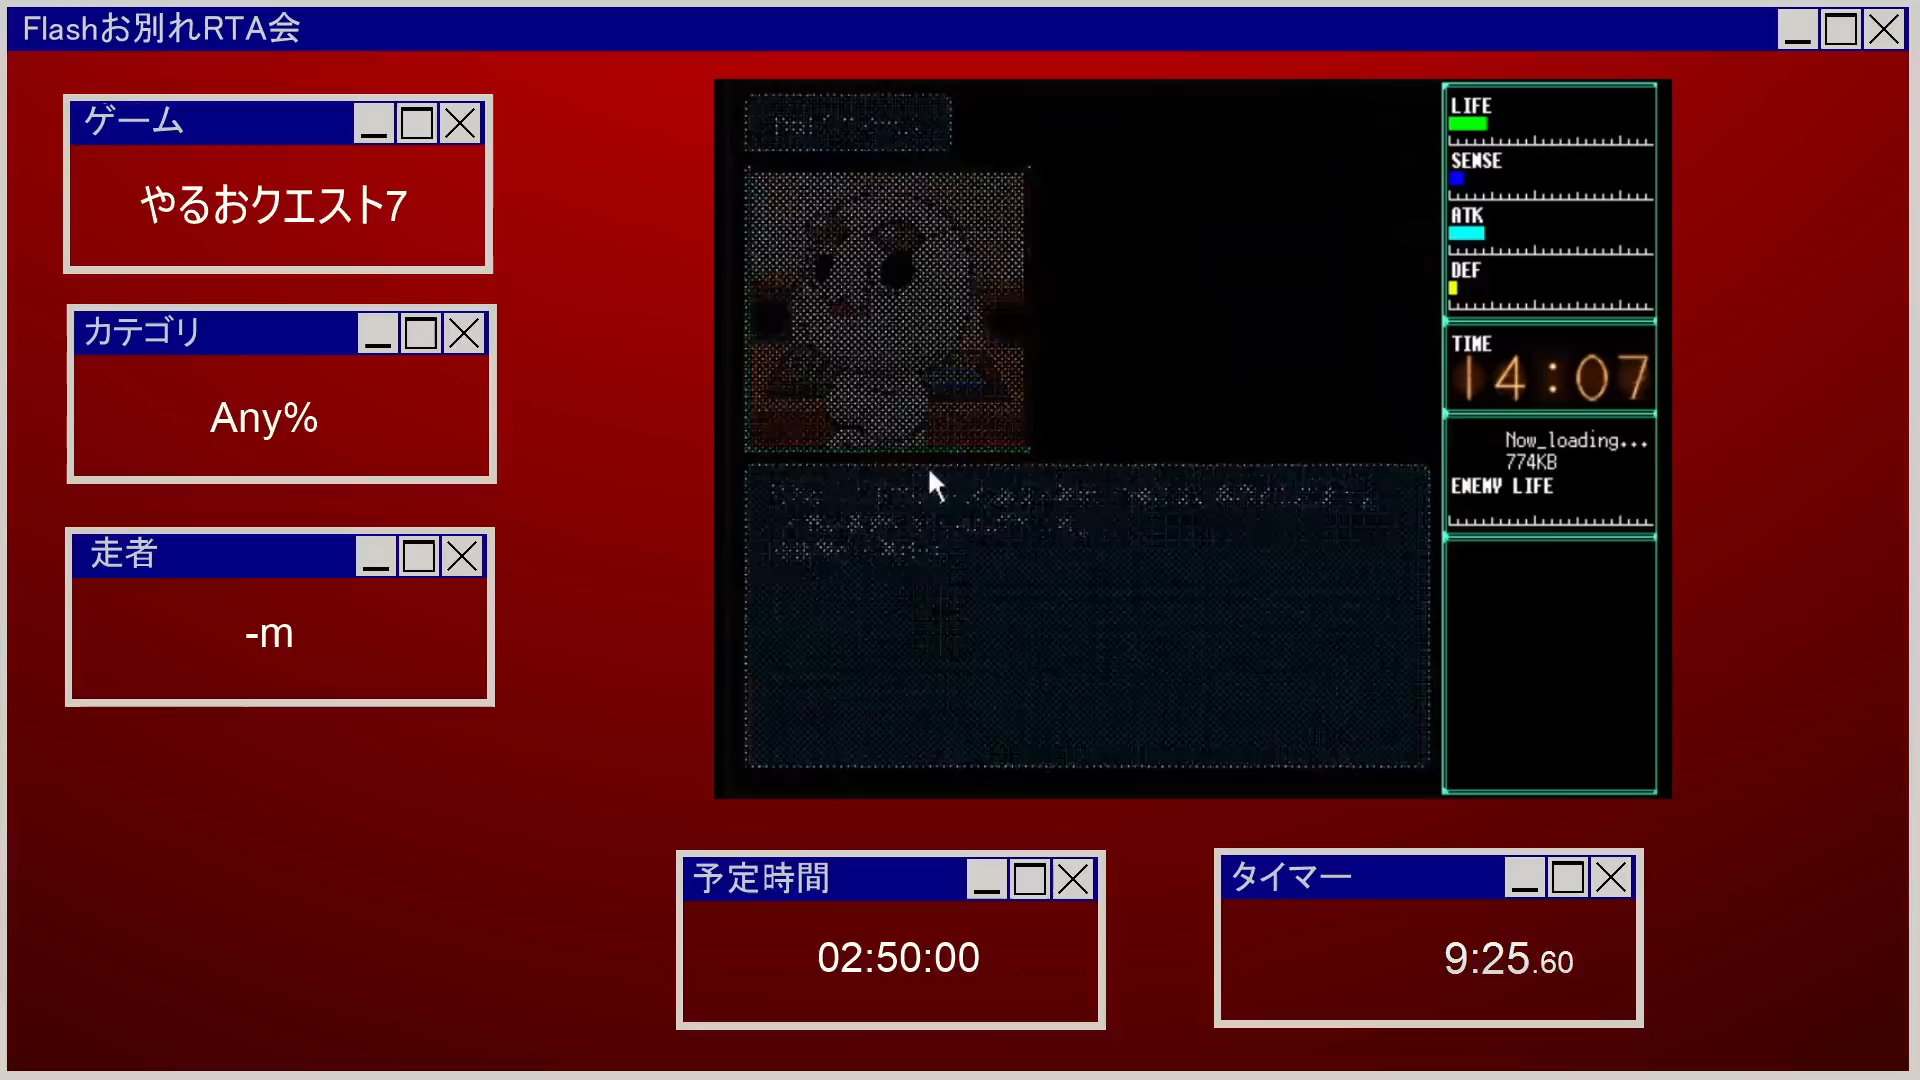 Flashお別れRTA会
ゲーム
やるおクエスト7
カテゴリ
Any%
走者
-m
LIFE
SENSE
ATK
DEF
TIME
14:07
Now_loading...
774KB
ENEMY LIFE
予定時間
02:50:00
タイマー
9:25.60